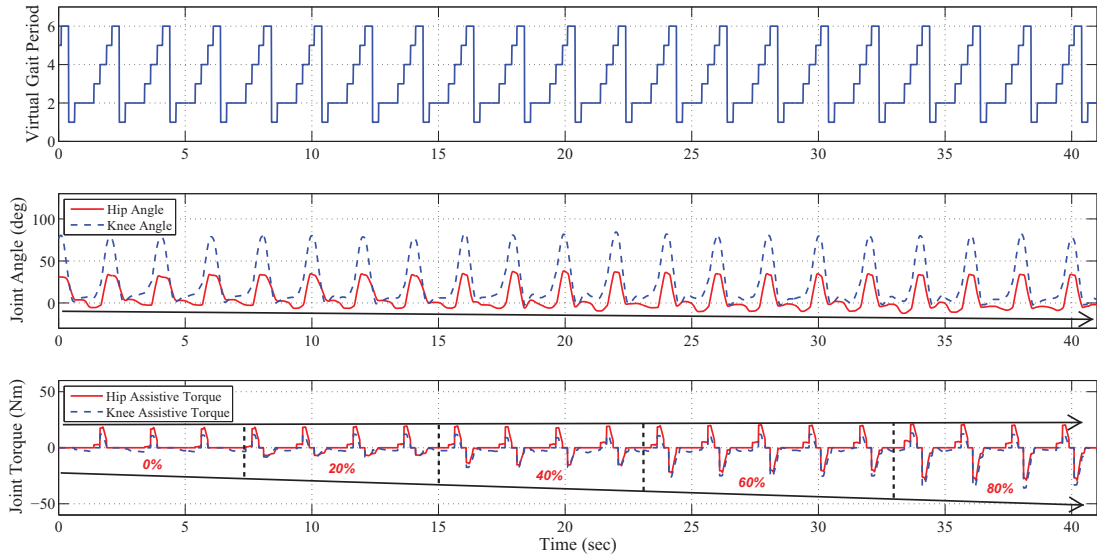 Virtual Gait Period
6
4
2
0
0 5 10 15 20 25 30 35 40
Joint Angle (deg)
100
50
0
Hip Angle
Knee Angle
0 5 10 15 20 25 30 35 40
Joint Torque (Nm)
50
0
−50
Hip Assistive Torque
Knee Assistive Torque
0% 20% 40% 60% 80%
0 5 10 15 20 25 30 35 40
Time (sec)